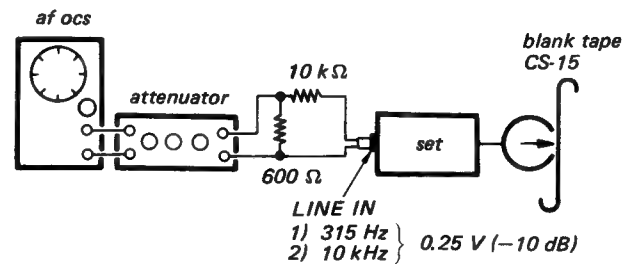 af ocs
blank tape
CS-15
attenuator
10 kΩ
set
600 Ω
LINE IN
1) 315 Hz
2) 10 kHz
0.25 V (−10 dB)